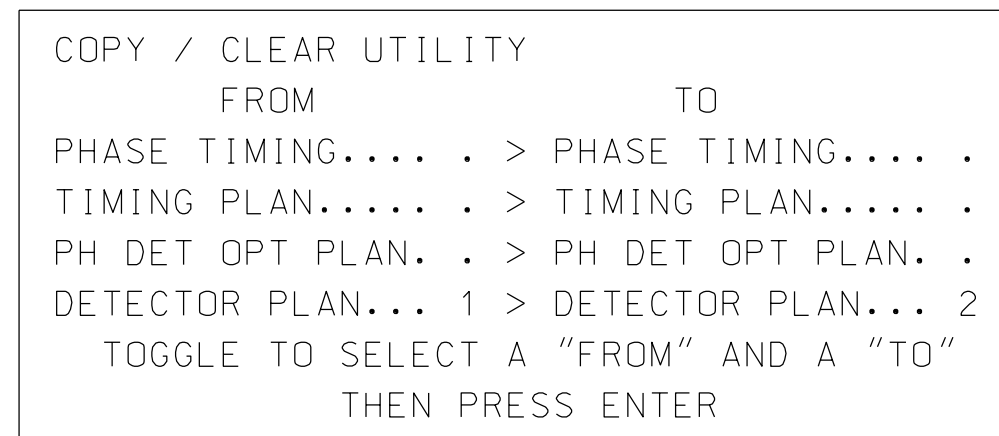 COPY / CLEAR UTILITY
FROM TO
PHASE TIMING.... . > PHASE TIMING.... .
TIMING PLAN..... . > TIMING PLAN..... .
PH DET OPT PLAN. . > PH DET OPT PLAN. .
DETECTOR PLAN... 1 > DETECTOR PLAN... 2
TOGGLE TO SELECT A "FROM" AND A "TO"
THEN PRESS ENTER